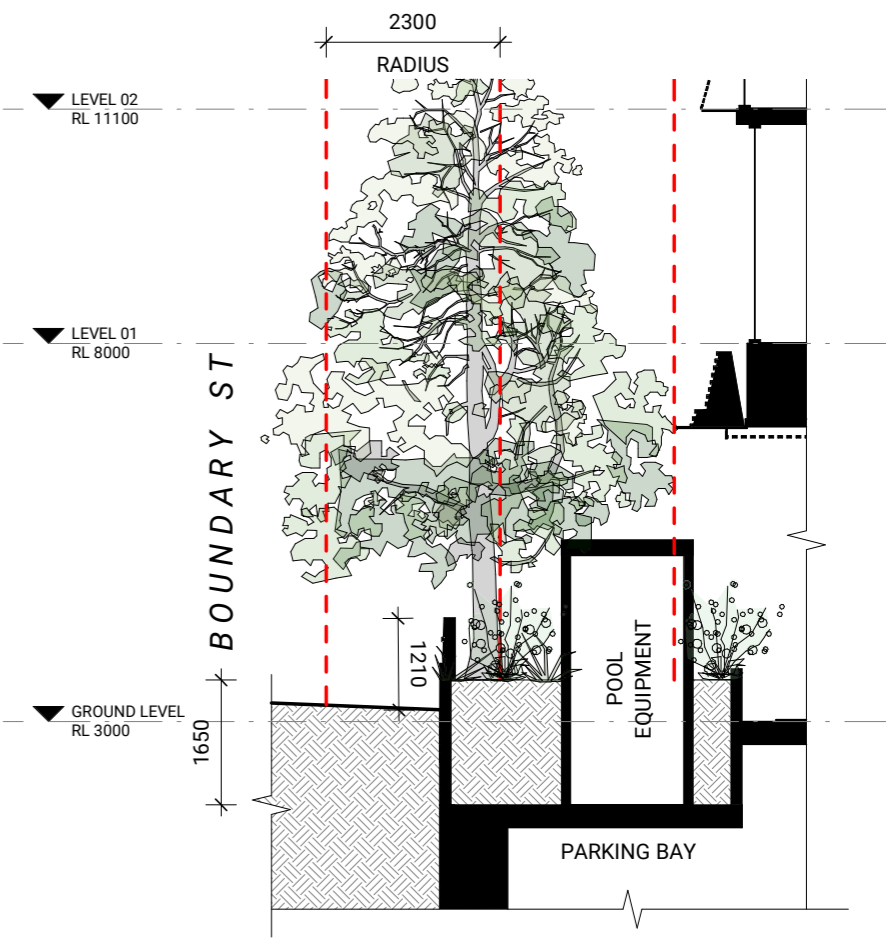 2300
RADIUS
LEVEL 02
RL 11100
LEVEL 01
RL 8000
BOUNDARY ST
1210
POOL
EQUIPMENT
GROUND LEVEL
RL 3000
1650
PARKING BAY